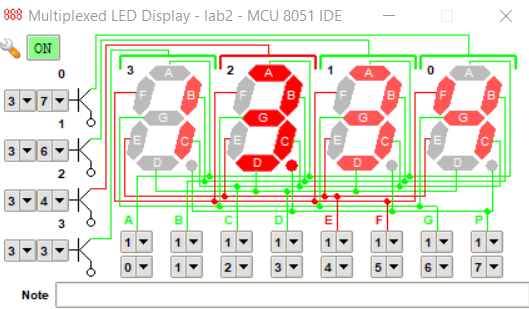 888 Multiplexed LED Display - lab2 - MCU 8051 IDE
ON
0
3 7
1
3 6
2
3 4
3
3 3
3 2 1 0
A B C D E F G
A B C D E F G
A B C D E F G
A B C D E F G
A B C D E F G P
1 1 1 1 1 1 1 1
0 1 2 3 4 5 6 7
Note